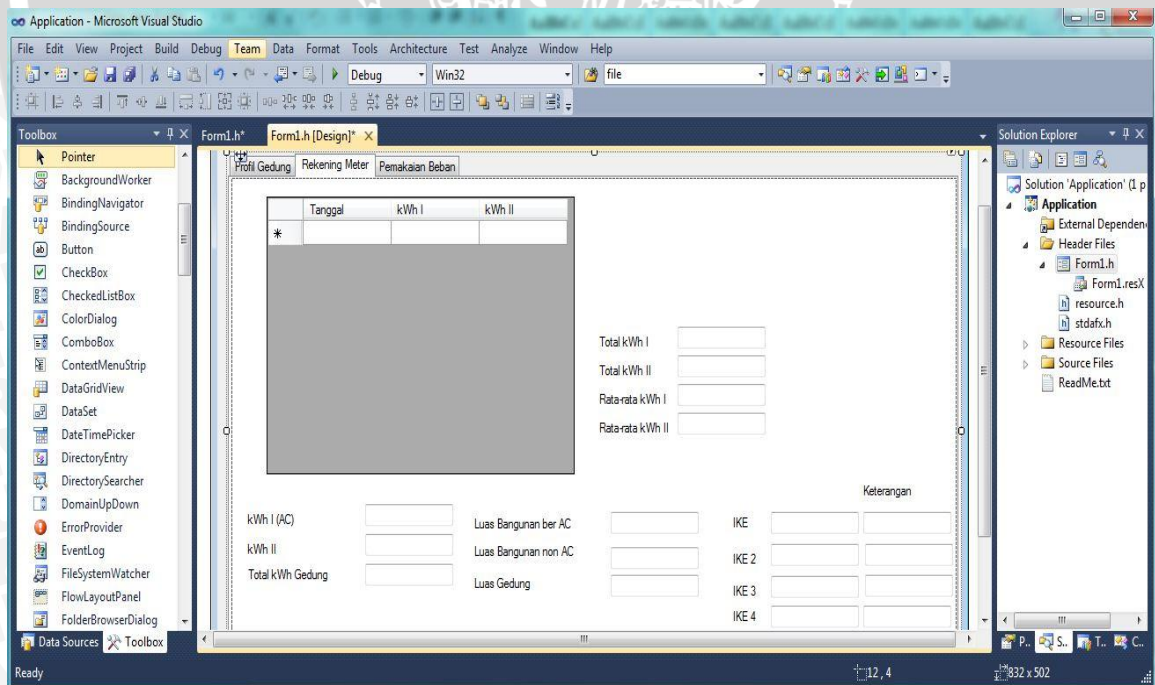 Application - Microsoft Visual Studio
File Edit View Project Build Debug Team Data Format Tools Architecture Test Analyze Window Help
Debug Win32 file
Toolbox
Pointer
BackgroundWorker
BindingNavigator
BindingSource
Button
CheckBox
CheckedListBox
ColorDialog
ComboBox
ContextMenuStrip
DataGridView
DataSet
DateTimePicker
DirectoryEntry
DirectorySearcher
DomainUpDown
ErrorProvider
EventLog
FileSystemWatcher
FlowLayoutPanel
FolderBrowserDialog
Data Sources Toolbox
Form1.h* Form1.h [Design]*
Profil Gedung Rekening Meter Pemakaian Beban
Tanggal kWh I kWh II
Total kWh I
Total kWh II
Rata-rata kWh I
Rata-rata kWh II
Keterangan
kWh I (AC) Luas Bangunan ber AC IKE
kWh II Luas Bangunan non AC IKE 2
Total kWh Gedung Luas Gedung IKE 3
IKE 4
Solution Explorer
Solution 'Application' (1 p
Application
External Dependen
Header Files
Form1.h
Form1.resX
resource.h
stdafx.h
Resource Files
Source Files
ReadMe.txt
P.. S.. T.. C..
Ready 12 , 4 832 x 502